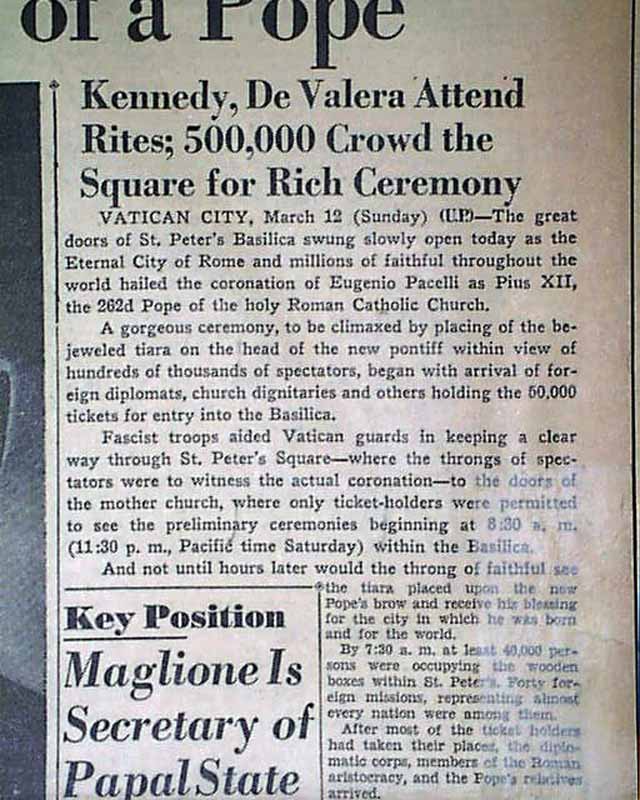 of a Pope
Kennedy, De Valera Attend
Rites; 500,000 Crowd the
Square for Rich Ceremony
VATICAN CITY, March 12 (Sunday) (U.P.)—The great
doors of St. Peter's Basilica swung slowly open today as the
Eternal City of Rome and millions of faithful throughout the
world hailed the coronation of Eugenio Pacelli as Pius XII,
the 262d Pope of the holy Roman Catholic Church.
A gorgeous ceremony, to be climaxed by placing of the be-
jeweled tiara on the head of the new pontiff within view of
hundreds of thousands of spectators, began with arrival of for-
eign diplomats, church dignitaries and others holding the 50,000
tickets for entry into the Basilica.
Fascist troops aided Vatican guards in keeping a clear
way through St. Peter's Square—where the throngs of spec-
tators were to witness the actual coronation—to the doors of
the mother church, where only ticket-holders were permitted
to see the preliminary ceremonies beginning at 8:30 a. m.
(11:30 p. m., Pacific time Saturday) within the Basilica.
And not until hours later would the throng of faithful see
the tiara placed upon the new
Pope's brow and receive his blessing
for the city in which he was born
and for the world.
By 7:30 a. m. at least 40,000 per-
sons were occupying the wooden
boxes within St. Peter's. Forty for-
eign missions, representing almost
every nation were among them.
After most of the ticket holders
had taken their places, the diplo-
matic corps, members of the Roman
aristocracy, and the Pope's relatives
arrived.
Key Position
Maglione Is
Secretary of
Papal State